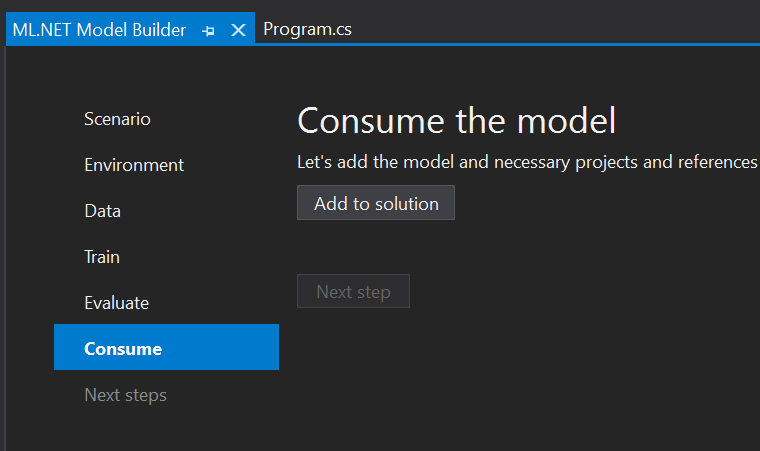 ML.NET Model Builder
Program.cs
Scenario
Environment
Data
Train
Evaluate
Consume
Next steps
Consume the model
Let's add the model and necessary projects and references
Add to solution
Next step